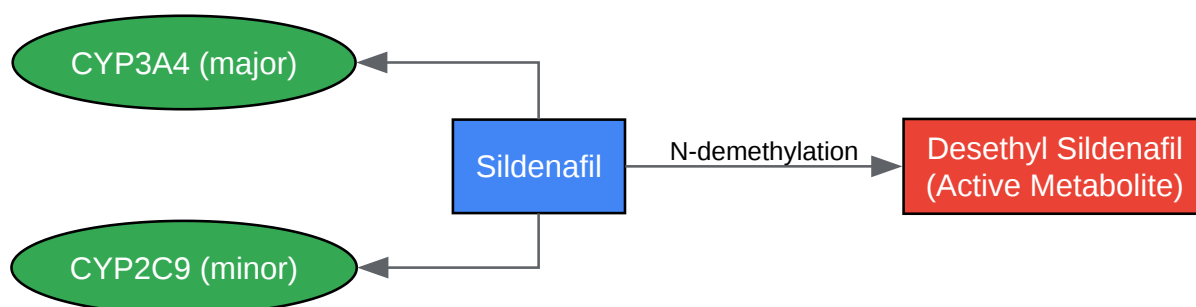 CYP3A4 (major)
Sildenafil
N-demethylation
Desethyl Sildenafil
(Active Metabolite)
CYP2C9 (minor)